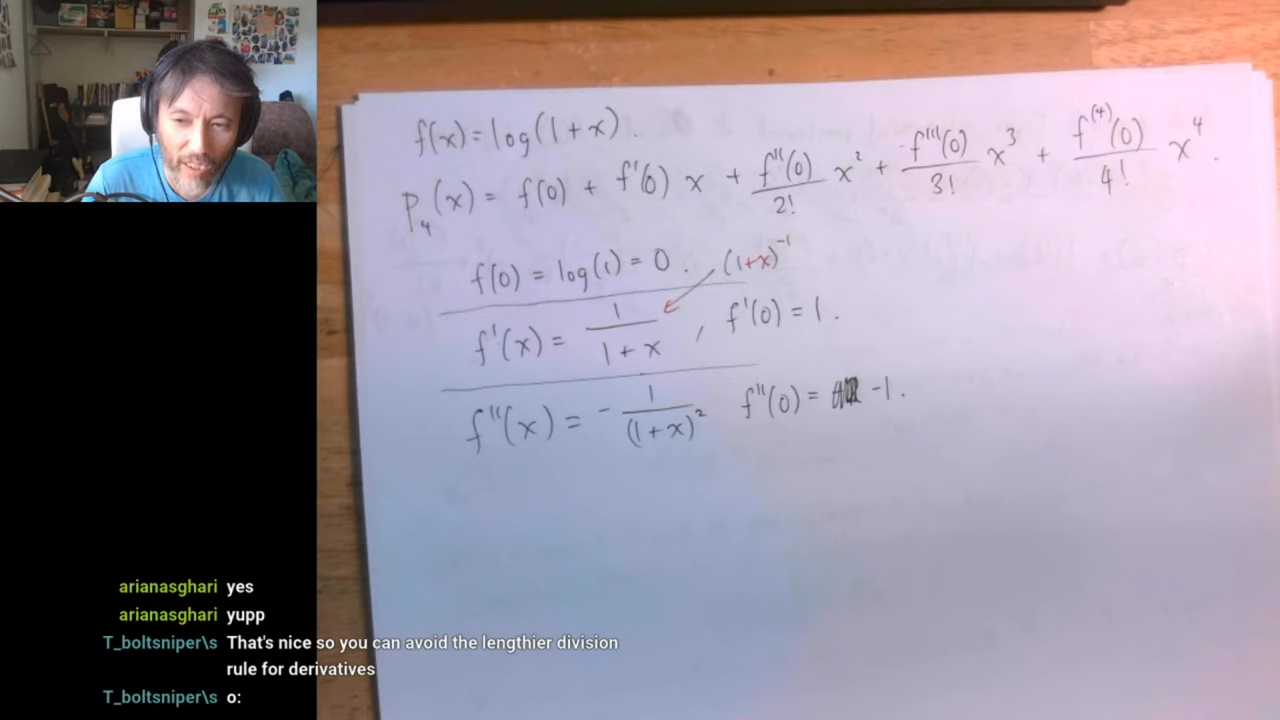 f(x) = log(1+x).
P₄(x) = f(0) + f'(0) x + f''(0)/2! x² + f'''(0)/3! x³ + f⁽⁴⁾(0)/4! x⁴.
f(0) = log(1) = 0. (1+x)⁻¹
f'(x) = 1/(1+x) , f'(0) = 1.
f''(x) = - 1/(1+x)² f''(0) = -1.
arianasghari yes
arianasghari yupp
T_boltsniper\s That's nice so you can avoid the lengthier division
rule for derivatives
T_boltsniper\s o: